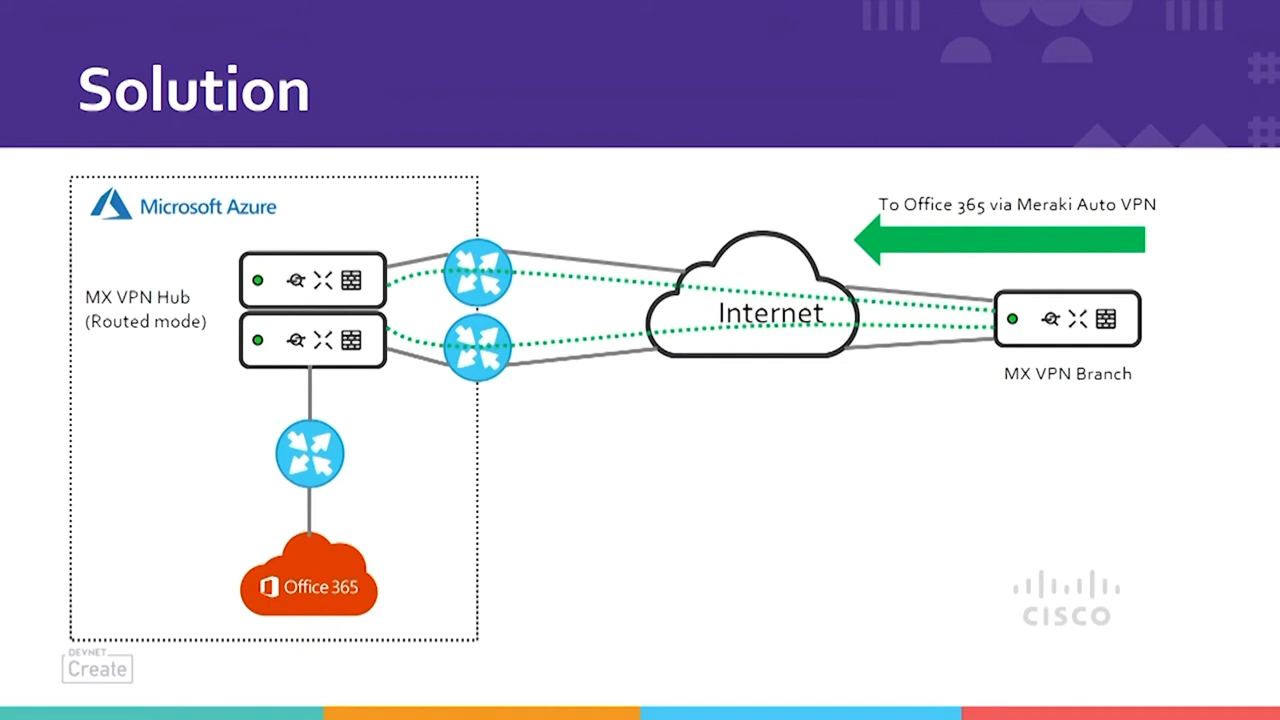 Solution
Microsoft Azure
To Office 365 via Meraki Auto VPN
MX VPN Hub
(Routed mode)
Internet
MX VPN Branch
Office 365
CISCO
DEVNET
Create